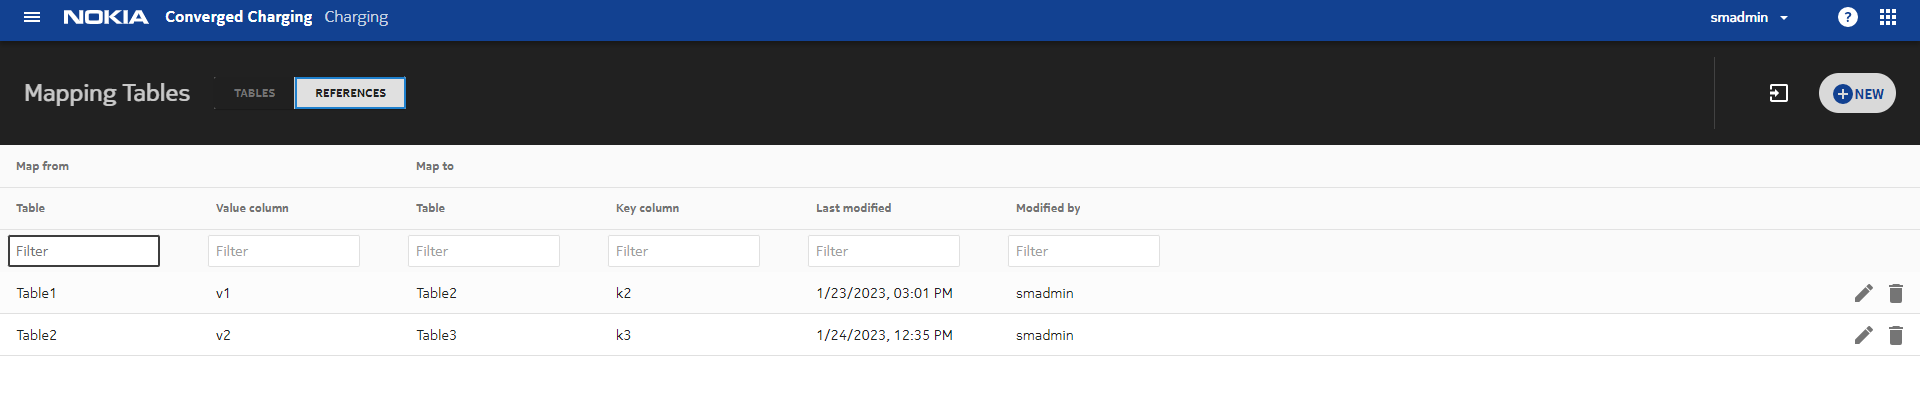 NOKIA Converged Charging Charging smadmin ?
Mapping Tables TABLES REFERENCES NEW
Map from Map to
Table Value column Table Key column Last modified Modified by
Filter Filter Filter Filter Filter Filter
Table1 v1 Table2 k2 1/23/2023, 03:01 PM smadmin
Table2 v2 Table3 k3 1/24/2023, 12:35 PM smadmin